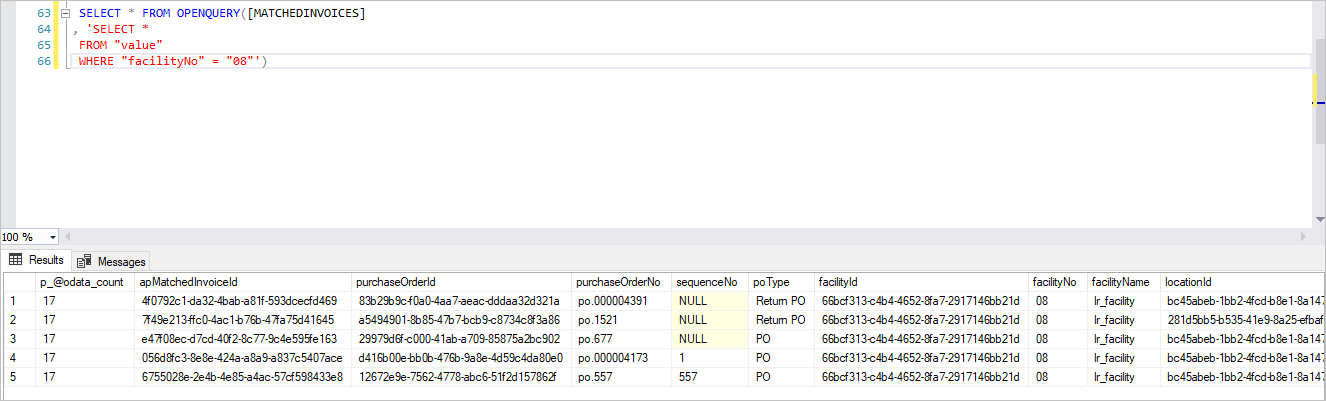 63 SELECT * FROM OPENQUERY([MATCHEDINVOICES]
64 , 'SELECT *
65 FROM "value"
66 WHERE "facilityNo" = "08"')
100 %
Results Messages
p_@odata_count apMatchedInvoiceId purchaseOrderId purchaseOrderNo sequenceNo poType facilityId facilityNo facilityName locationId
1 17 4f0792c1-da32-4bab-a81f-593dcecfd469 83b29b9c-f0a0-4aa7-aeac-dddaa32d321a po.000004391 NULL Return PO 66bcf313-c4b4-4652-8fa7-2917146bb21d 08 lr_facility bc45abeb-1bb2-4fcd-b8e1-8a147
2 17 7f49e213-ffc0-4ac1-b76b-47fa75d41645 a5494901-8b85-47b7-bcb9-c8734c8f3a86 po.1521 NULL Return PO 66bcf313-c4b4-4652-8fa7-2917146bb21d 08 lr_facility 281d5bb5-b535-41e9-8a25-efbaf
3 17 e47f08ec-d7cd-40f2-8c77-9c4e595fe163 29979d6f-c000-41ab-a709-85875a2bc902 po.677 NULL PO 66bcf313-c4b4-4652-8fa7-2917146bb21d 08 lr_facility bc45abeb-1bb2-4fcd-b8e1-8a147
4 17 056d8fc3-8e8e-424a-a8a9-a837c5407ace d416b00e-bb0b-476b-9a8e-4d59c4da80e0 po.000004173 1 PO 66bcf313-c4b4-4652-8fa7-2917146bb21d 08 lr_facility bc45abeb-1bb2-4fcd-b8e1-8a147
5 17 6755028e-2e4b-4e85-a4ac-57cf598433e8 12672e9e-7562-4778-abc6-51f2d157862f po.557 557 PO 66bcf313-c4b4-4652-8fa7-2917146bb21d 08 lr_facility bc45abeb-1bb2-4fcd-b8e1-8a147